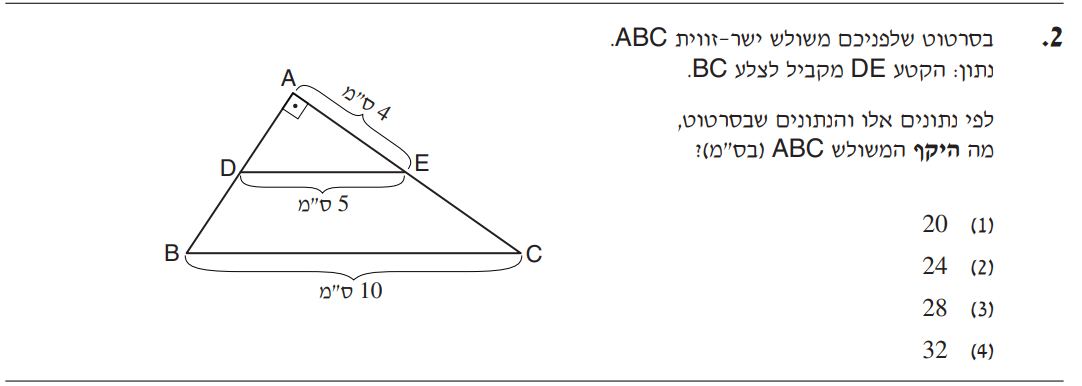 2. בסרטוט שלפניכם משולש ישר-זווית ABC.
נתון: הקטע DE מקביל לצלע BC.
לפי נתונים אלו והנתונים שבסרטוט,
מה היקף המשולש ABC (בס"מ)?
(1) 20
(2) 24
(3) 28
(4) 32
A
4 ס"מ
D
E
5 ס"מ
B
C
10 ס"מ